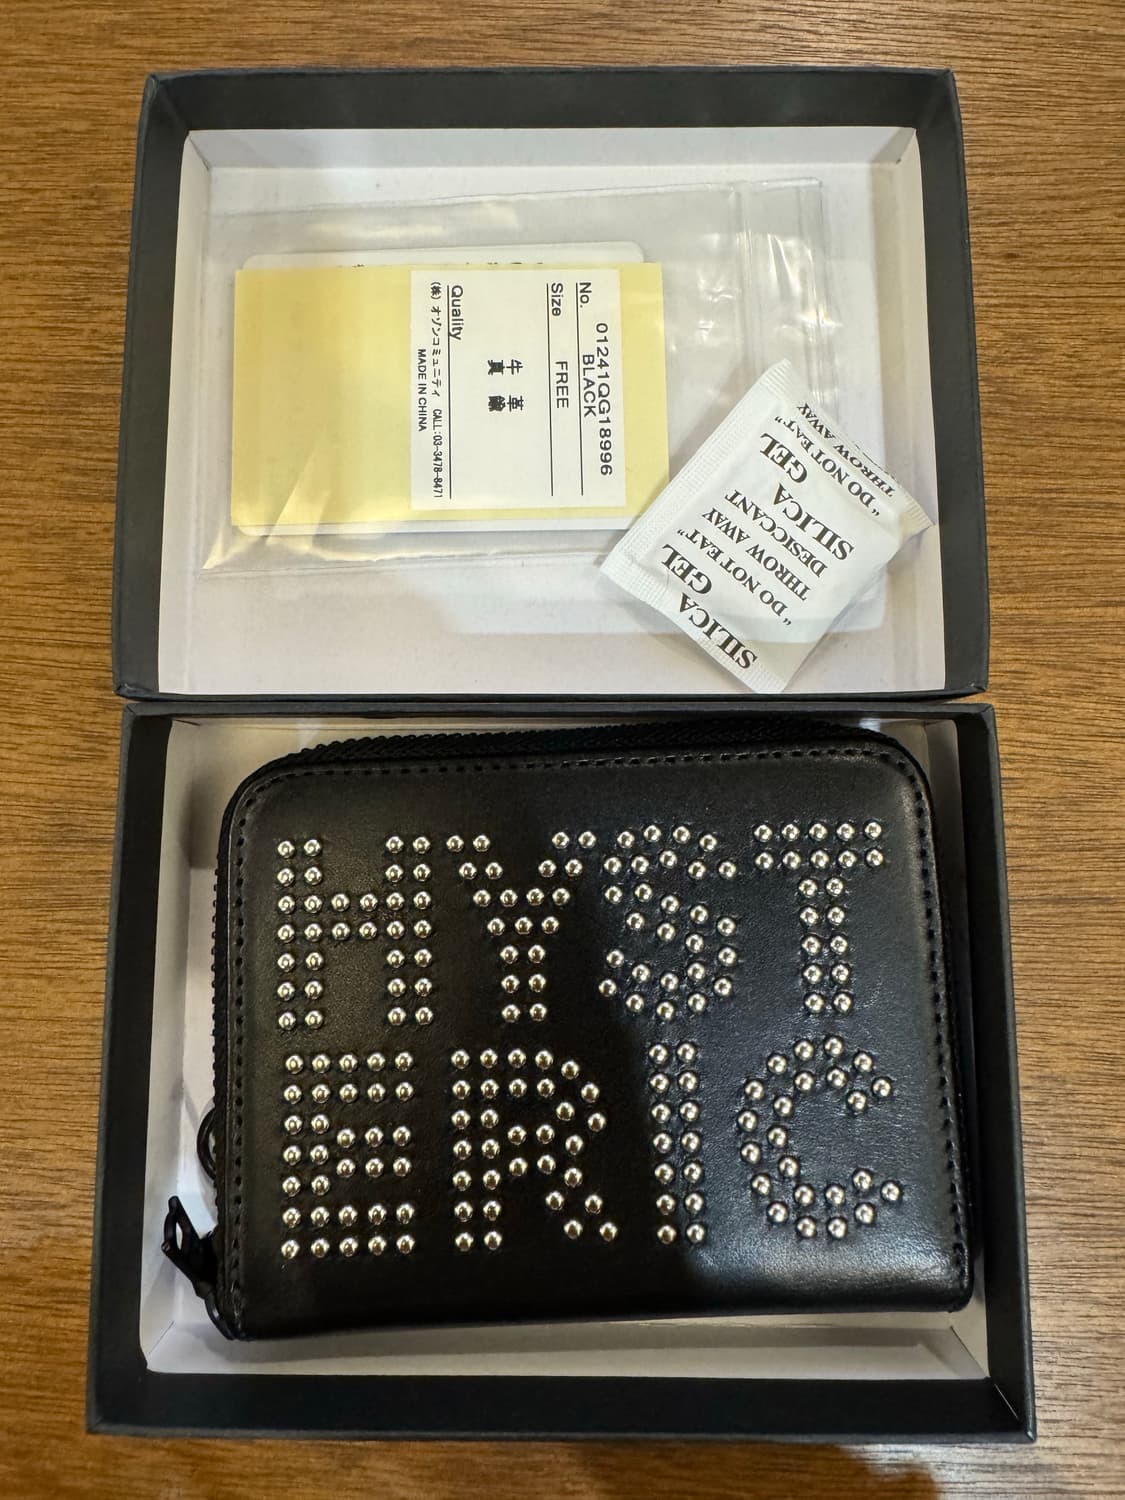 No. 01241QG18996
BLACK
Size FREE
牛 革
真 鍮
Quality
(株) オゾンコミュニティ CALL:03-3478-8471
MADE IN CHINA
"DO NOT EAT"
THROW AWAY
SILICA GEL
DESICCANT
THROW AWAY
"DO NOT EAT"
SILICA GEL
HYST
ERIC